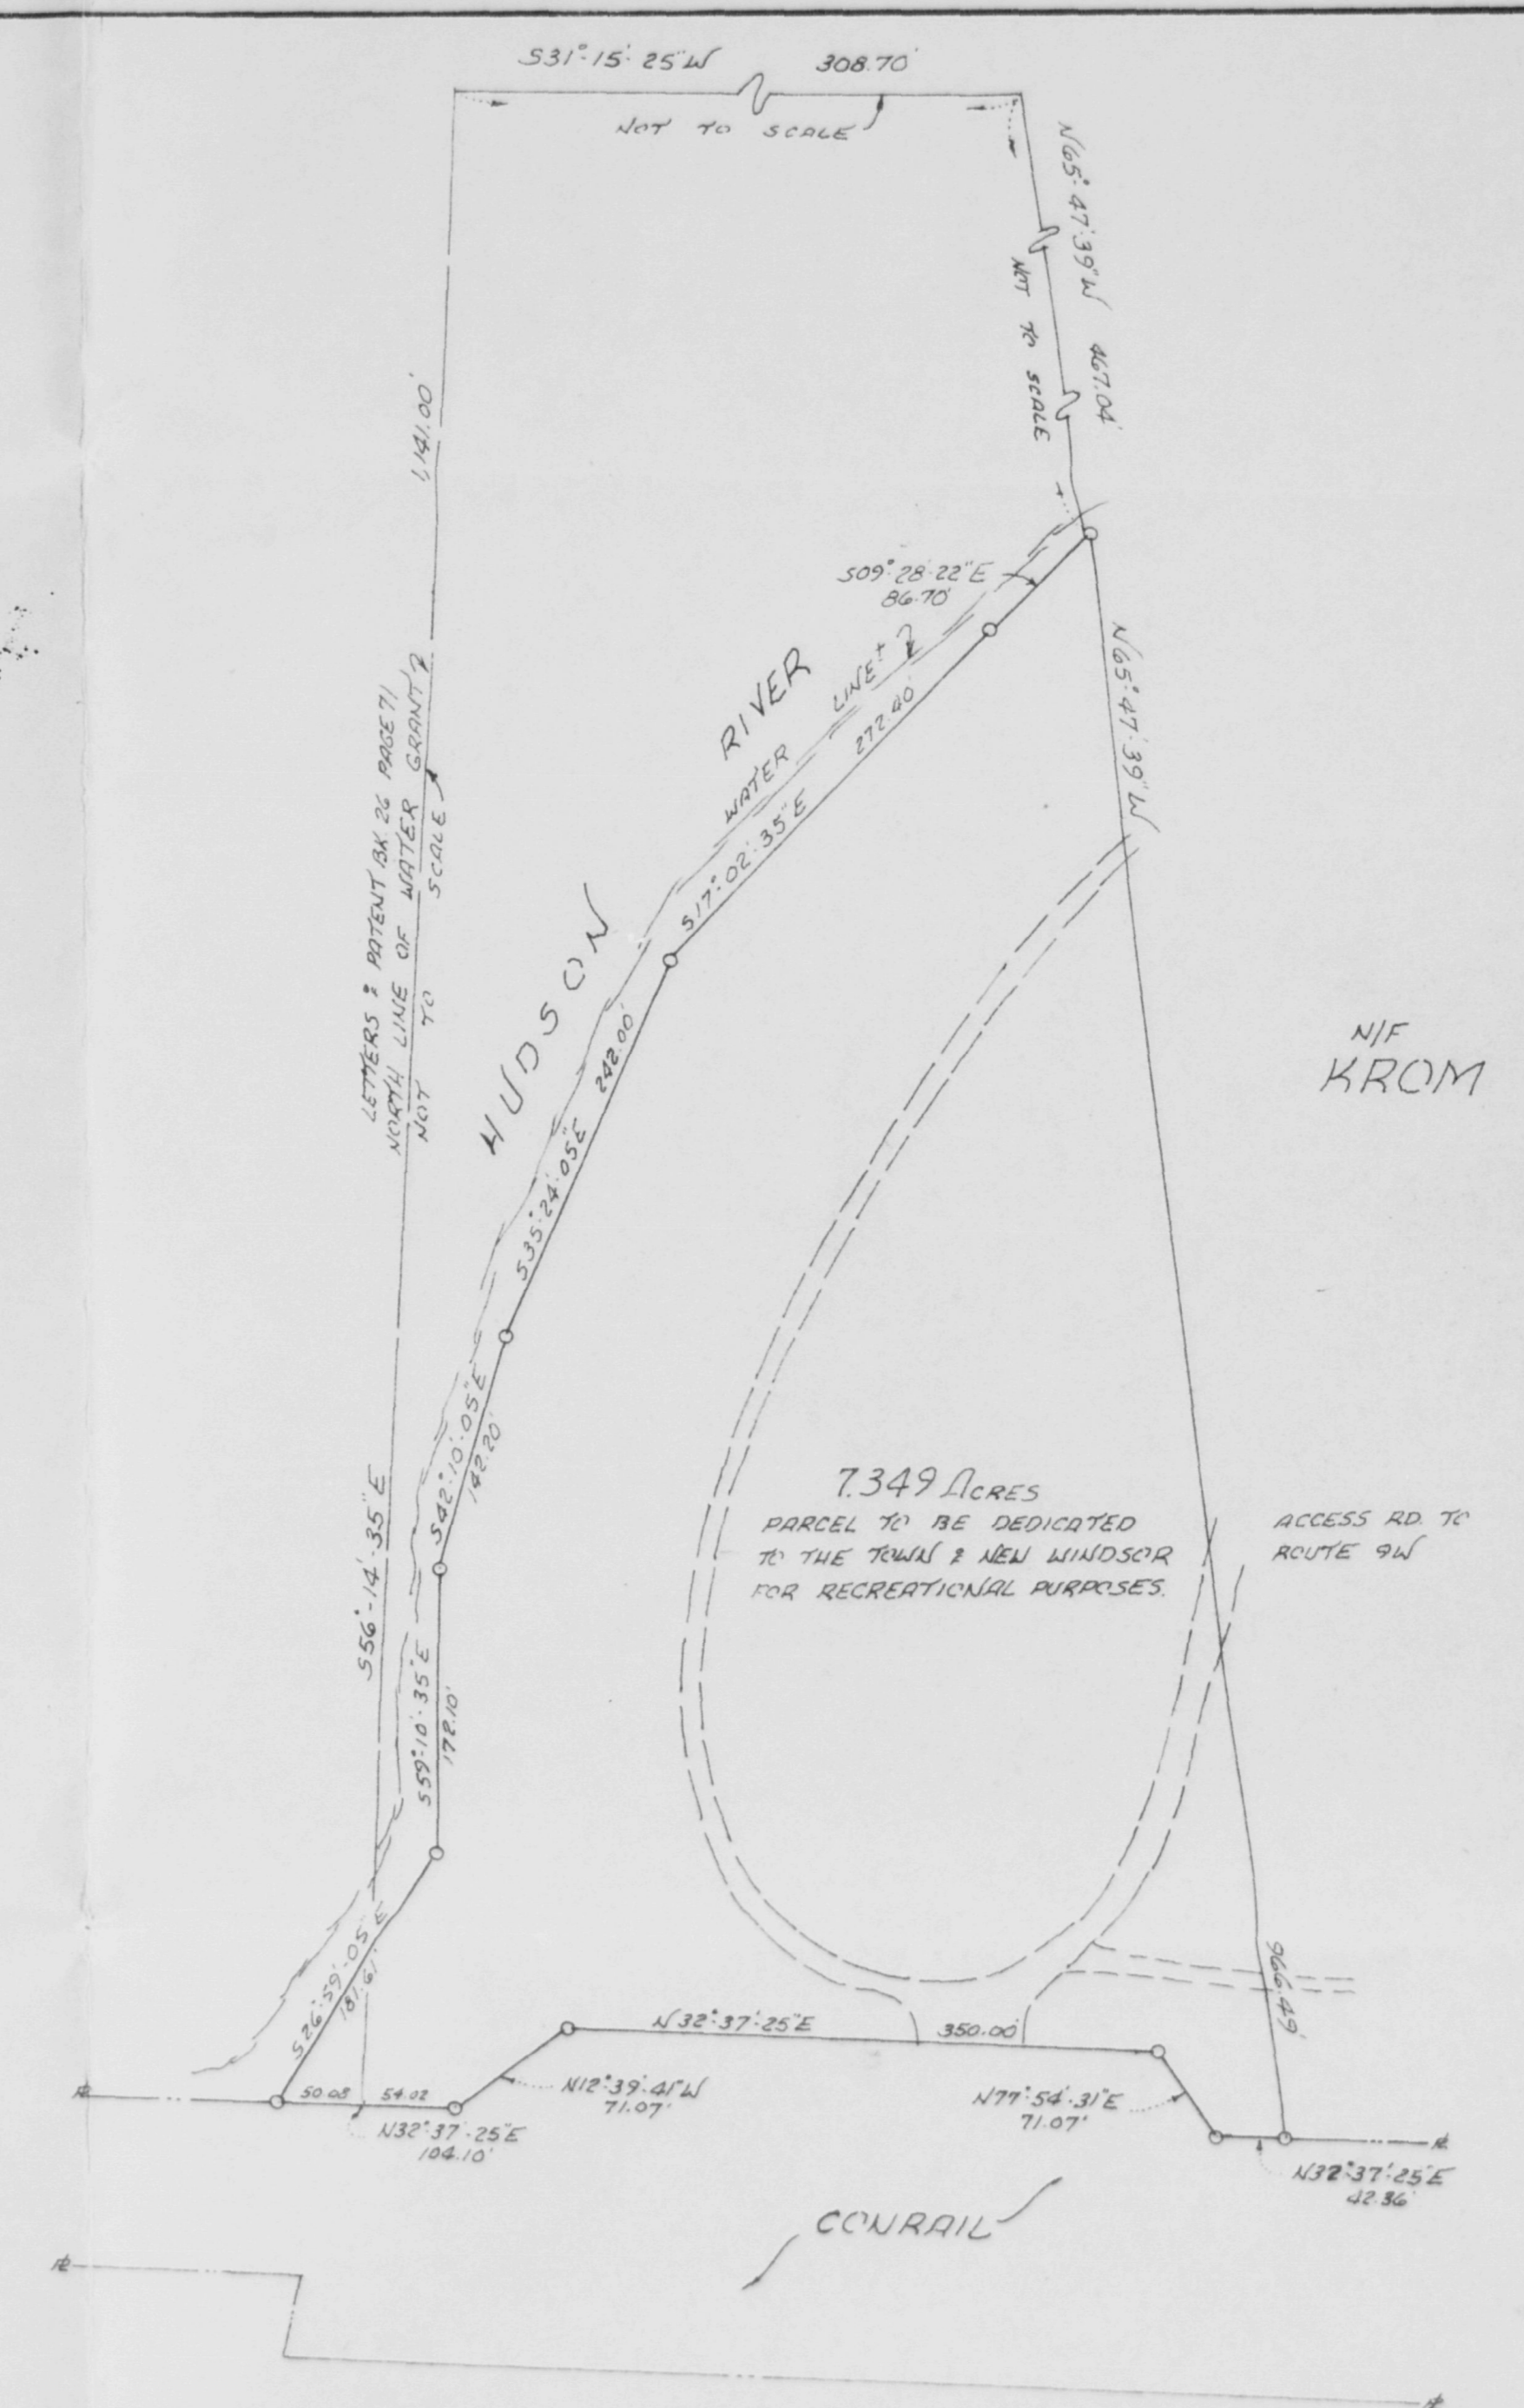 S31°-15'-25"W 308.70'
NOT TO SCALE
N65°-47'-39"W 467.04'
NOT TO SCALE
1,141.00'
S09°-28'-22"E
86.70'
RIVER
WATER LINE ±
272.40'
S17°-02'-35"E
LETTERS PATENT BK. 26 PAGE 71
NORTH LINE OF WATER GRANT
NOT TO SCALE
N65°-47'-39"W
HUDSON
N/F
KROM
S35°-24'-05"E 242.00'
S42°-10'-05"E
142.20'
S56°-14'-35"E
7.349 ACRES
PARCEL TO BE DEDICATED
TO THE TOWN NEW WINDSOR
FOR RECREATIONAL PURPOSES.
ACCESS RD. TO
ROUTE 9W
S59°-10'-35"E
172.10'
S26°-59'-05"E
181.61'
966.49'
N32°-37'-25"E 350.00'
50.08 54.02
N32°-37'-25"E
104.10'
N12°-39'-41"W
71.07'
N77°-54'-31"E
71.07'
N32°-37'-25"E
42.36'
CONRAIL